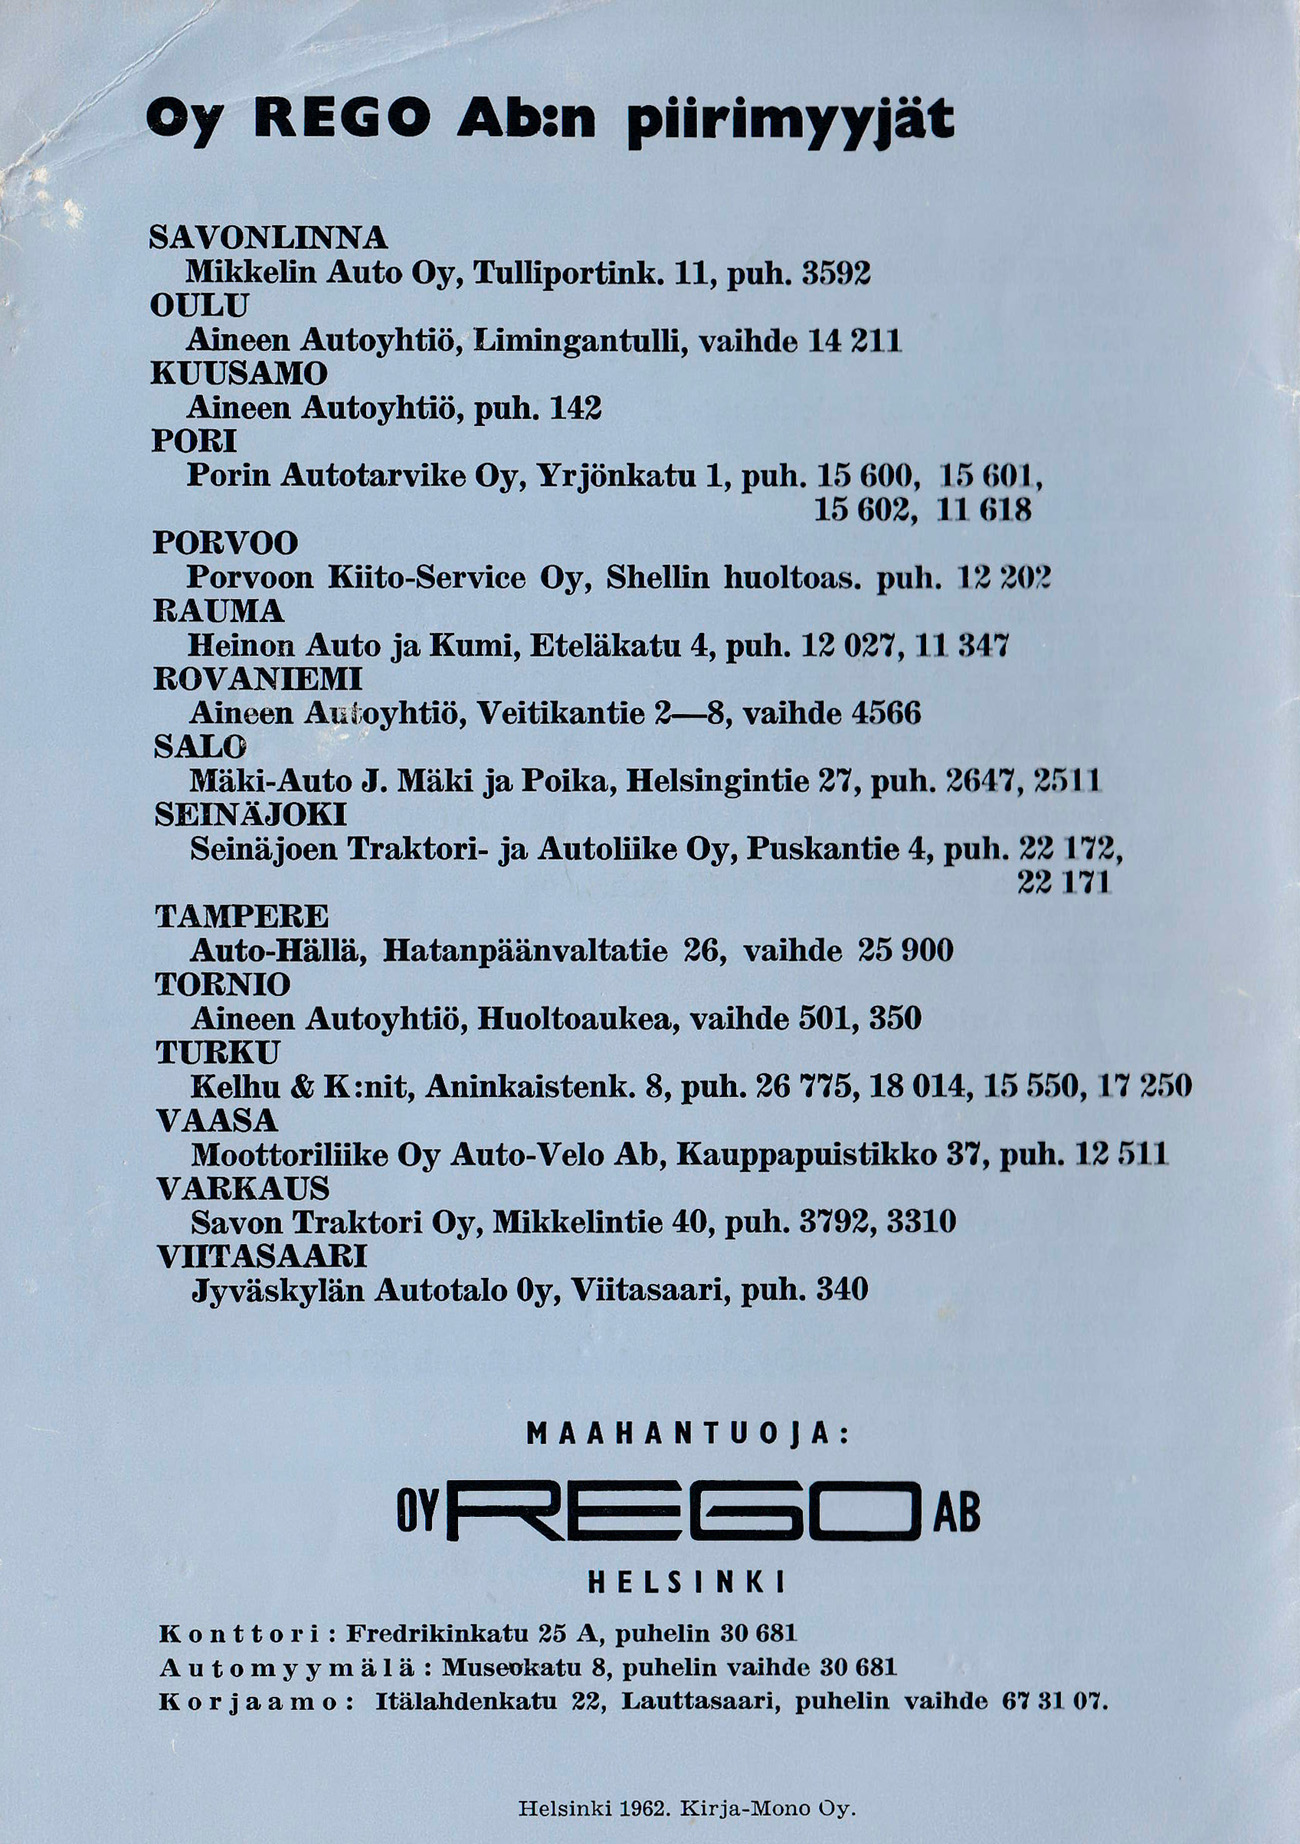 Oy REGO Ab:n piirimyyjät
SAVONLINNA
Mikkelin Auto Oy, Tulliportink. 11, puh. 3592
OULU
Aineen Autoyhtiö, Limingantulli, vaihde 14 211
KUUSAMO
Aineen Autoyhtiö, puh. 142
PORI
Porin Autotarvike Oy, Yrjönkatu 1, puh. 15 600, 15 601,
15 602, 11 618
PORVOO
Porvoon Kiito-Service Oy, Shellin huoltoas. puh. 12 202
RAUMA
Heinon Auto ja Kumi, Eteläkatu 4, puh. 12 027, 11 347
ROVANIEMI
Aineen Autoyhtiö, Veitikantie 2—8, vaihde 4566
SALO
Mäki-Auto J. Mäki ja Poika, Helsingintie 27, puh. 2647, 2511
SEINÄJOKI
Seinäjoen Traktori- ja Autoliike Oy, Puskantie 4, puh. 22 172,
22 171
TAMPERE
Auto-Hällä, Hatanpäänvaltatie 26, vaihde 25 900
TORNIO
Aineen Autoyhtiö, Huoltoaukea, vaihde 501, 350
TURKU
Kelhu & K:nit, Aninkaistenk. 8, puh. 26 775, 18 014, 15 550, 17 250
VAASA
Moottoriliike Oy Auto-Velo Ab, Kauppapuistikko 37, puh. 12 511
VARKAUS
Savon Traktori Oy, Mikkelintie 40, puh. 3792, 3310
VIITASAARI
Jyväskylän Autotalo Oy, Viitasaari, puh. 340
MAAHANTUOJA:
OY REGO AB
HELSINKI
Konttori: Fredrikinkatu 25 A, puhelin 30 681
Automyymälä: Museokatu 8, puhelin vaihde 30 681
Korjaamo: Itälahdenkatu 22, Lauttasaari, puhelin vaihde 67 31 07.
Helsinki 1962. Kirja-Mono Oy.